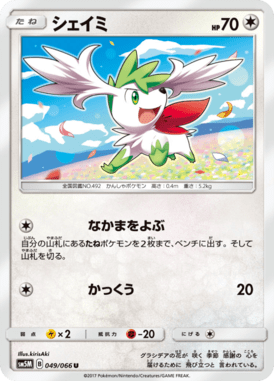 たね シェイミ HP70
全国図鑑NO.492 かんしゃポケモン 高さ：0.4m 重さ：5.2kg
なかまをよぶ
自分の山札にあるたねポケモンを2枚まで、ベンチに出す。そして
山札を切る。
かっくう 20
弱点 ×2 抵抗力 -20 にげる
Illus.kirisAki
SM5M B 049/066 U
グラシデアの花が 咲く 季節 感謝の 心を
届けるために 飛び立つと 言われている。
©2017 Pokémon/Nintendo/Creatures/GAME FREAK.